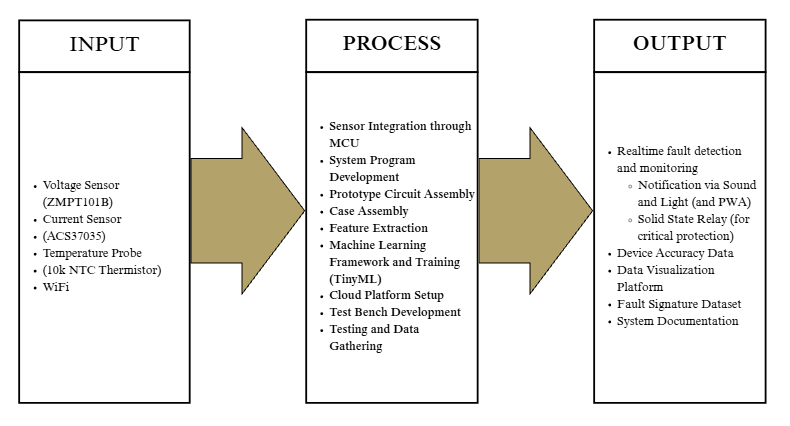 INPUT
• Voltage Sensor
(ZMPT101B)
• Current Sensor
• (ACS37035)
• Temperature Probe
• (10k NTC Thermistor)
• WiFi
PROCESS
• Sensor Integration through
MCU
• System Program
Development
• Prototype Circuit Assembly
• Case Assembly
• Feature Extraction
• Machine Learning
Framework and Training
(TinyML)
• Cloud Platform Setup
• Test Bench Development
• Testing and Data
Gathering
OUTPUT
• Realtime fault detection
and monitoring
◦ Notification via Sound
and Light (and PWA)
◦ Solid State Relay (for
critical protection)
• Device Accuracy Data
• Data Visualization
Platform
• Fault Signature Dataset
• System Documentation